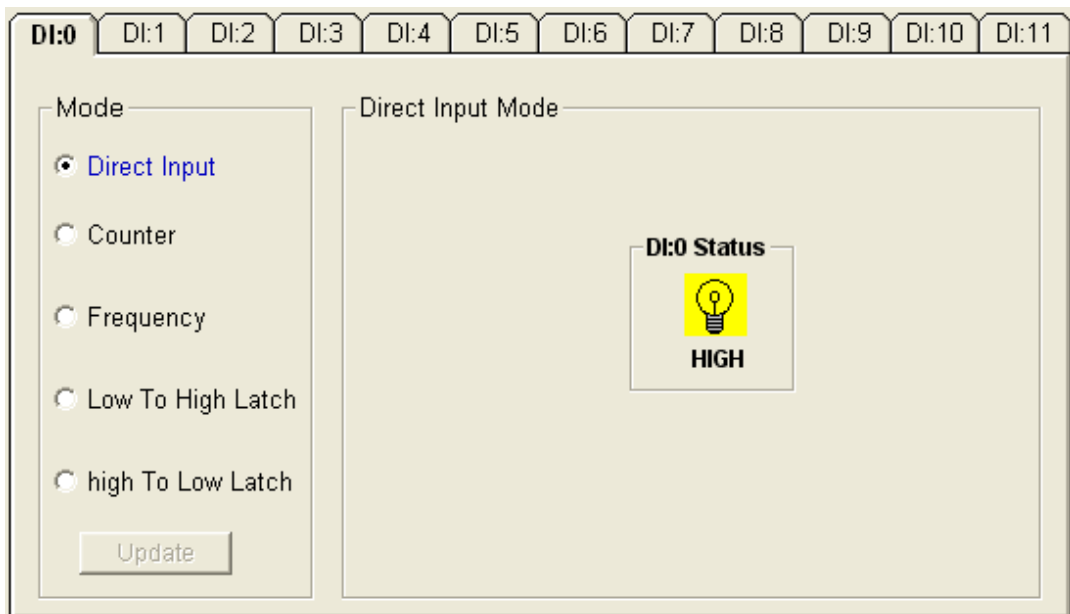 DI:0 DI:1 DI:2 DI:3 DI:4 DI:5 DI:6 DI:7 DI:8 DI:9 DI:10 DI:11
Mode
Direct Input
Counter
Frequency
Low To High Latch
high To Low Latch
Update
Direct Input Mode
DI:0 Status
HIGH